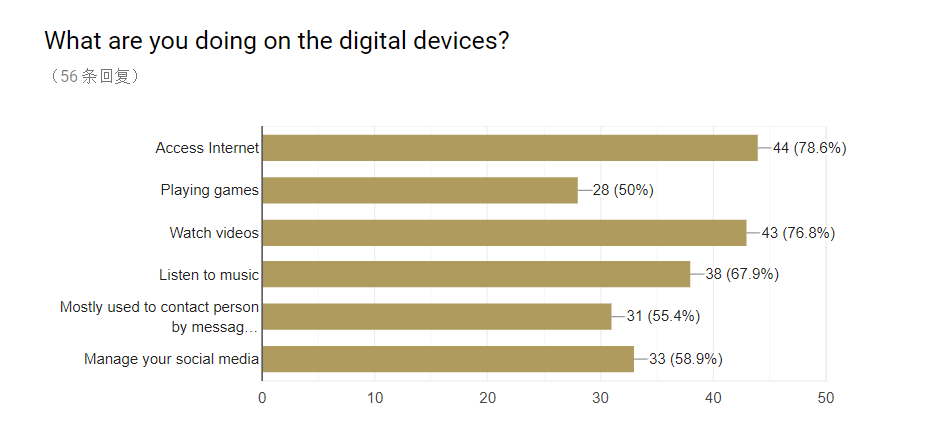 What are you doing on the digital devices?
（56 条回复）
Access Internet
44 (78.6%)
Playing games
28 (50%)
Watch videos
43 (76.8%)
Listen to music
38 (67.9%)
Mostly used to contact person
by messag…
31 (55.4%)
Manage your social media
33 (58.9%)
0 10 20 30 40 50